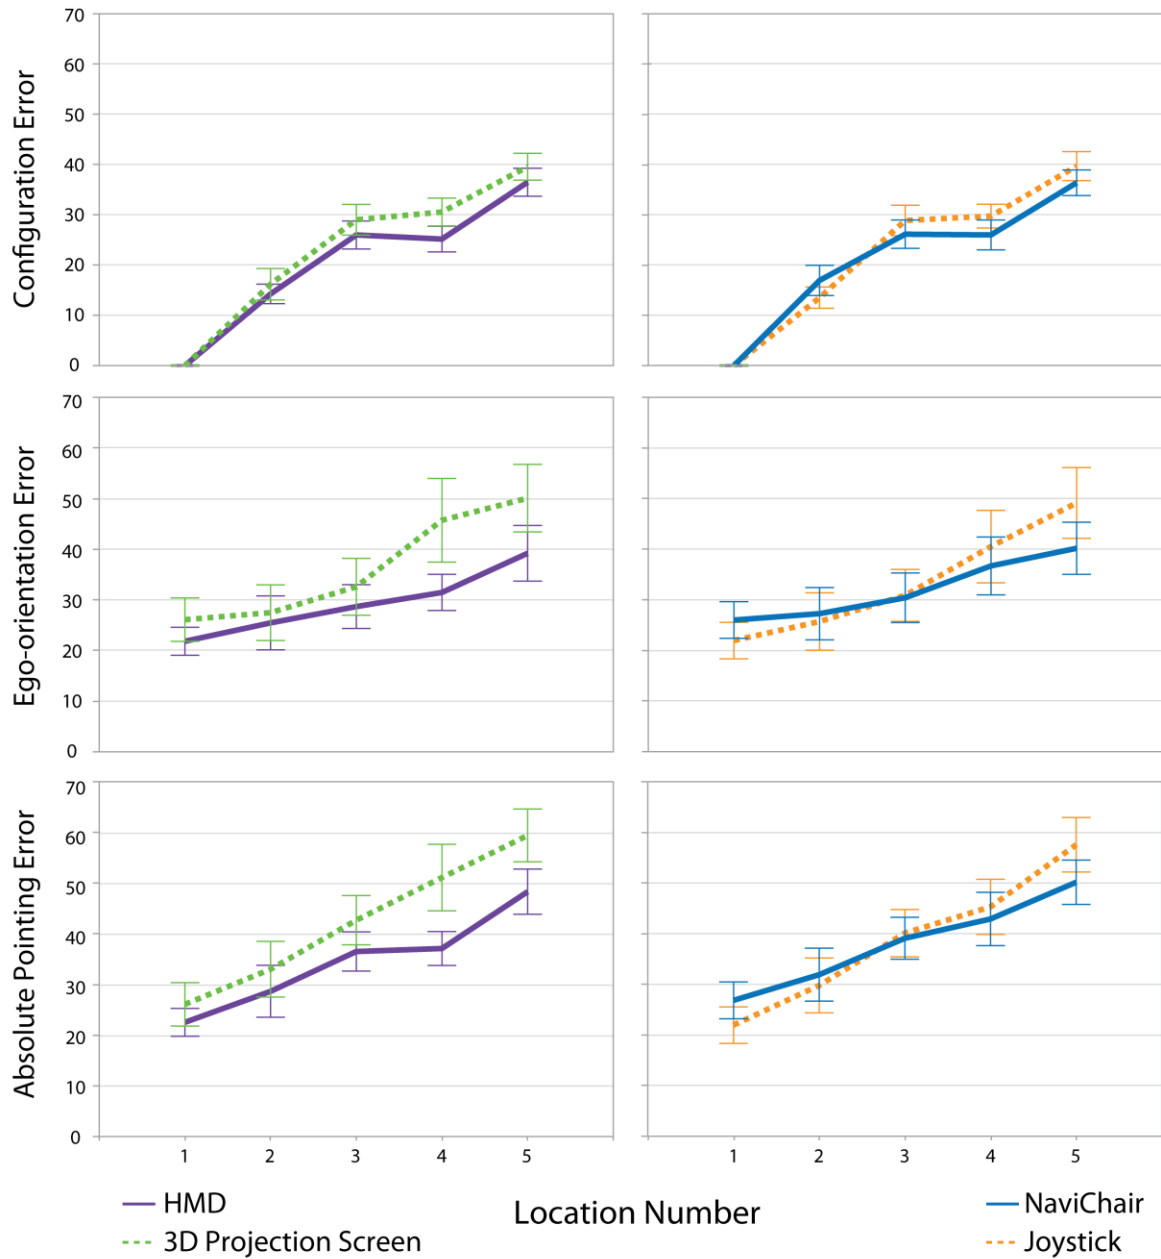 Configuration Error
70
60
50
40
30
20
10
0
Ego-orientation Error
70
60
50
40
30
20
10
0
Absolute Pointing Error
70
60
50
40
30
20
10
0
1 2 3 4 5
1 2 3 4 5
HMD
3D Projection Screen
Location Number
NaviChair
Joystick